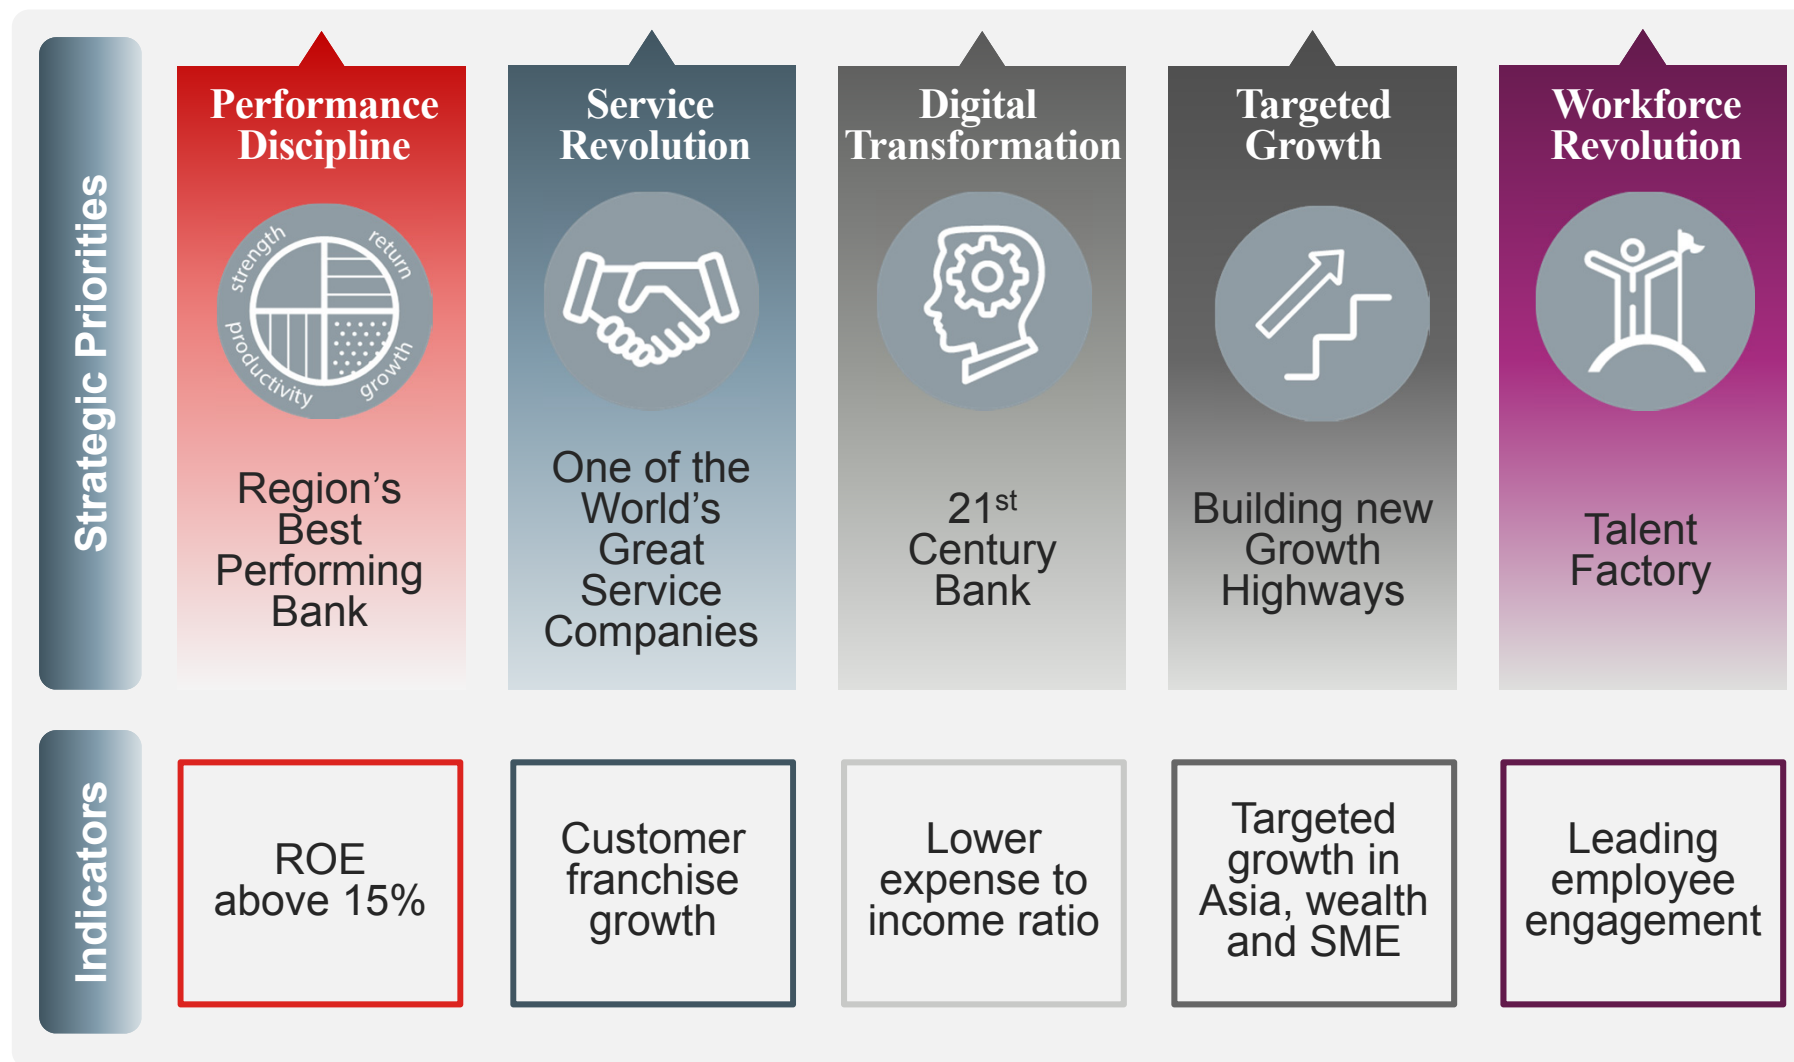 Strategic Priorities
Performance
Discipline
strength
return
productivity
growth
Region’s
Best
Performing
Bank
Service
Revolution
One of the
World’s
Great
Service
Companies
Digital
Transformation
21st
Century
Bank
Targeted
Growth
Building new
Growth
Highways
Workforce
Revolution
Talent
Factory
Indicators
ROE
above 15%
Customer
franchise
growth
Lower
expense to
income ratio
Targeted
growth in
Asia, wealth
and SME
Leading
employee
engagement